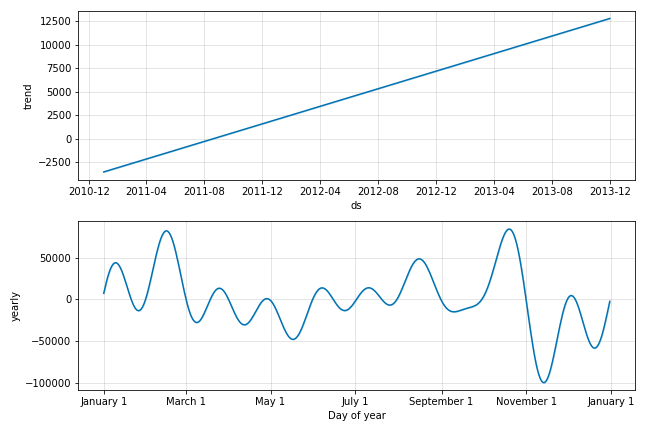 12500
10000
7500
5000
2500
0
−2500
trend
2010-12 2011-04 2011-08 2011-12 2012-04 2012-08 2012-12 2013-04 2013-08 2013-12
ds
50000
0
−50000
−100000
yearly
January 1 March 1 May 1 July 1 September 1 November 1 January 1
Day of year